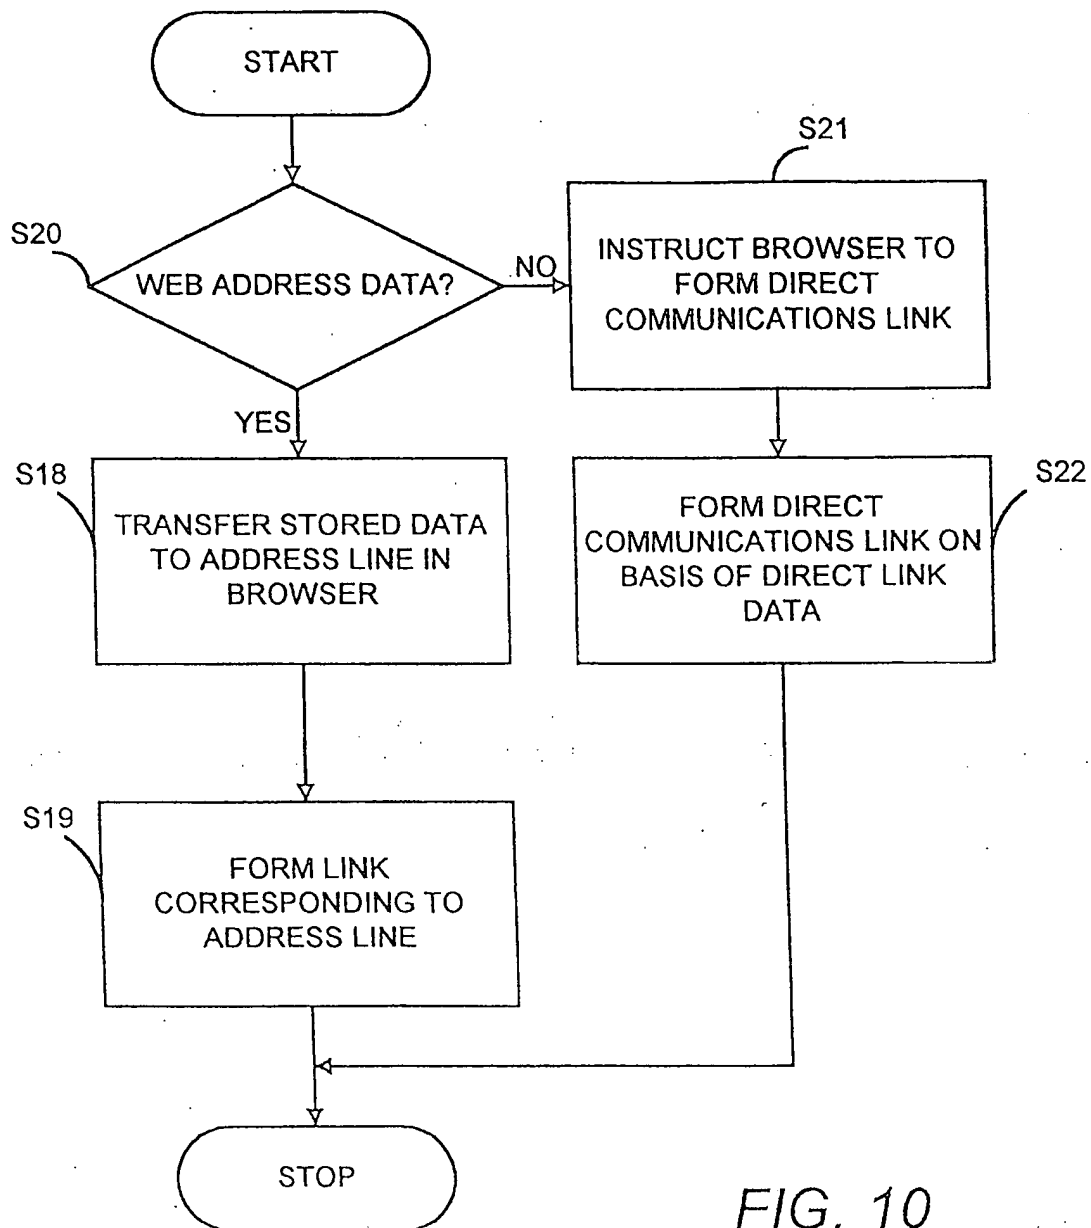 START
S21
S20
WEB ADDRESS DATA?
NO
INSTRUCT BROWSER TO
FORM DIRECT
COMMUNICATIONS LINK
YES
S18
TRANSFER STORED DATA
TO ADDRESS LINE IN
BROWSER
S22
FORM DIRECT
COMMUNICATIONS LINK ON
BASIS OF DIRECT LINK
DATA
S19
FORM LINK
CORRESPONDING TO
ADDRESS LINE
STOP
FIG. 10